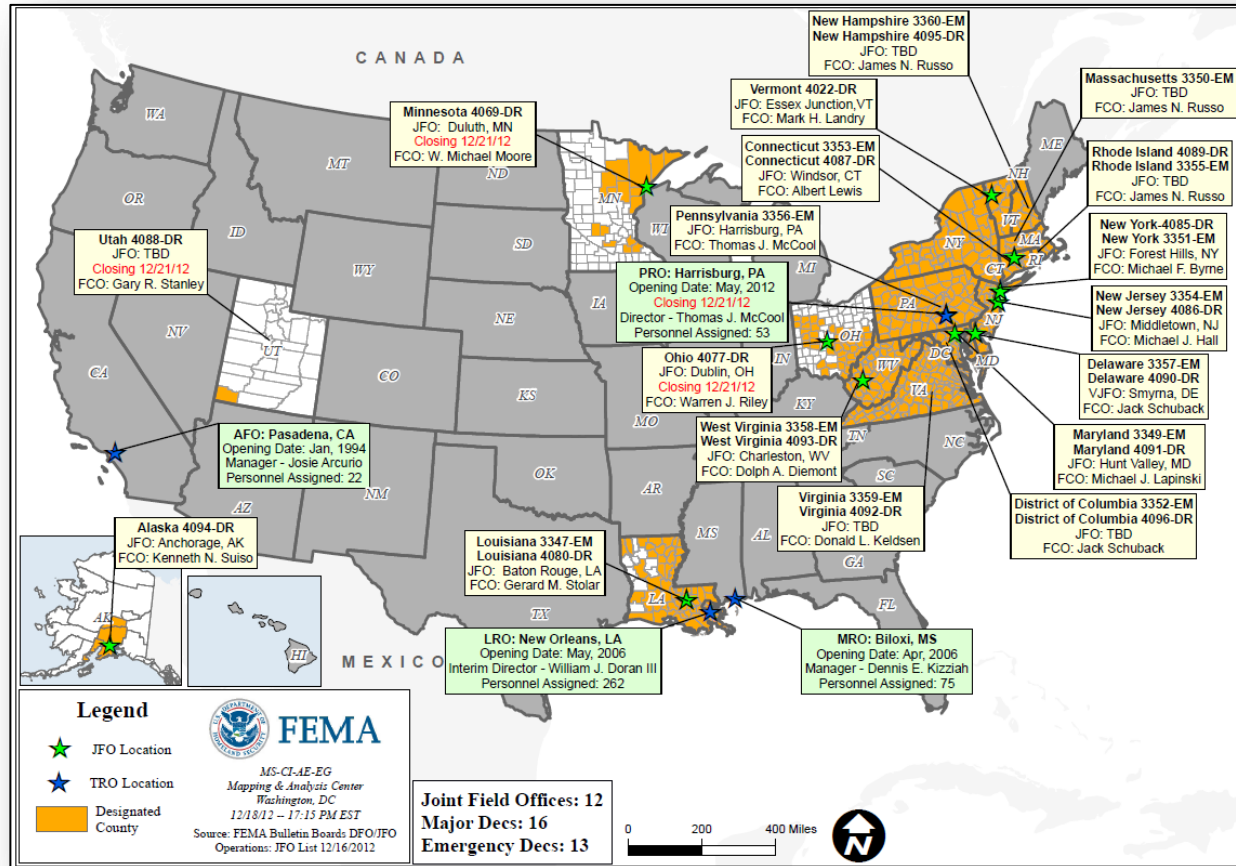 CANADA
New Hampshire 3360-EM
New Hampshire 4095-DR
JFO: TBD
FCO: James N. Russo
Massachusetts 3350-EM
JFO: TBD
FCO: James N. Russo
Vermont 4022-DR
JFO: Essex Junction,VT
FCO: Mark H. Landry
Minnesota 4069-DR
JFO: Duluth, MN
Closing 12/21/12
FCO: W. Michael Moore
Connecticut 3353-EM
Connecticut 4087-DR
JFO: Windsor, CT
FCO: Albert Lewis
Rhode Island 4089-DR
Rhode Island 3355-EM
JFO: TBD
FCO: James N. Russo
Pennsylvania 3356-EM
JFO: Harrisburg, PA
FCO: Thomas J. McCool
New York-4085-DR
New York 3351-EM
JFO: Forest Hills, NY
FCO: Michael F. Byrne
Utah 4088-DR
JFO: TBD
Closing 12/21/12
FCO: Gary R. Stanley
PRO: Harrisburg, PA
Opening Date: May, 2012
Closing 12/21/12
Director - Thomas J. McCool
Personnel Assigned: 53
New Jersey 3354-EM
New Jersey 4086-DR
JFO: Middletown, NJ
FCO: Michael J. Hall
Ohio 4077-DR
JFO: Dublin, OH
Closing 12/21/12
FCO: Warren J. Riley
Delaware 3357-EM
Delaware 4090-DR
VJFO: Smyrna, DE
FCO: Jack Schuback
AFO: Pasadena, CA
Opening Date: Jan, 1994
Manager - Josie Arcurio
Personnel Assigned: 22
West Virginia 3358-EM
West Virginia 4093-DR
JFO: Charleston, WV
FCO: Dolph A. Diemont
Maryland 3349-EM
Maryland 4091-DR
JFO: Hunt Valley, MD
FCO: Michael J. Lapinski
Virginia 3359-EM
Virginia 4092-DR
JFO: TBD
FCO: Donald L. Keldsen
District of Columbia 3352-EM
District of Columbia 4096-DR
JFO: TBD
FCO: Jack Schuback
Alaska 4094-DR
JFO: Anchorage, AK
FCO: Kenneth N. Suiso
Louisiana 3347-EM
Louisiana 4080-DR
JFO: Baton Rouge, LA
FCO: Gerard M. Stolar
LRO: New Orleans, LA
Opening Date: May, 2006
Interim Director - William J. Doran III
Personnel Assigned: 262
MRO: Biloxi, MS
Opening Date: Apr, 2006
Manager - Dennis E. Kizziah
Personnel Assigned: 75
MEXICO
WA
OR
CA
NV
ID
MT
WY
UT
AZ
CO
NM
ND
SD
NE
KS
OK
TX
MN
IA
MO
AR
LA
WI
MI
IN
OH
KY
TN
MS
AL
GA
FL
SC
NC
VA
WV
DC
MD
PA
NJ
NY
CT
RI
MA
VT
NH
ME
AK
HI
Legend
JFO Location
TRO Location
Designated
County
FEMA
MS-CI-AE-EG
Mapping & Analysis Center
Washington, DC
12/18/12 -- 17:15 PM EST
Source: FEMA Bulletin Boards DFO/JFO
Operations: JFO List 12/16/2012
Joint Field Offices: 12
Major Decs: 16
Emergency Decs: 13
0 200 400 Miles
N